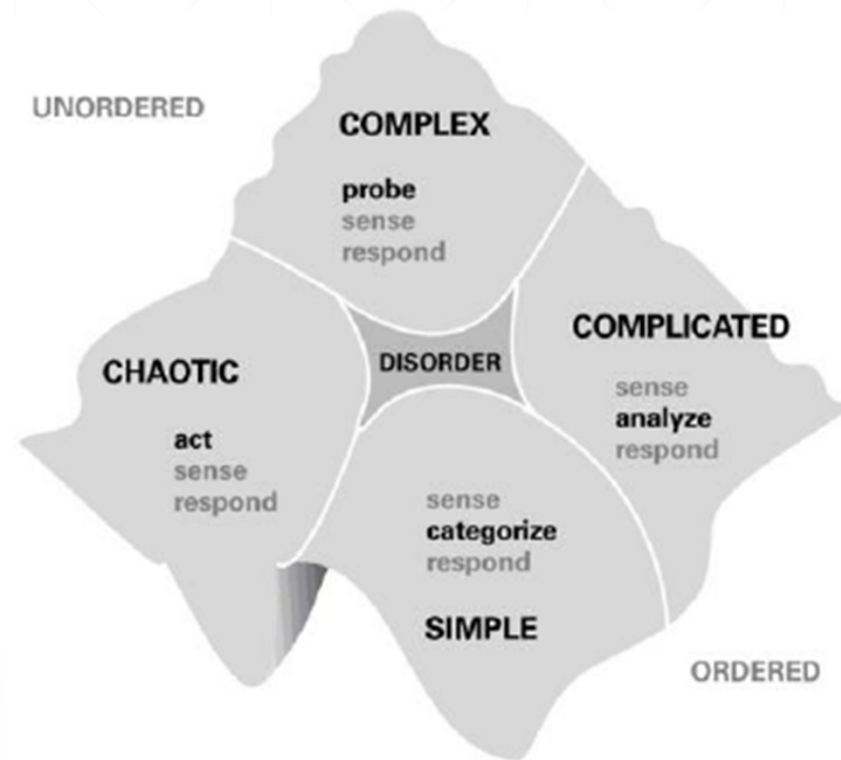 UNORDERED
COMPLEX
probe
sense
respond
COMPLICATED
sense
analyze
respond
DISORDER
CHAOTIC
act
sense
respond
sense
categorize
respond
SIMPLE
ORDERED